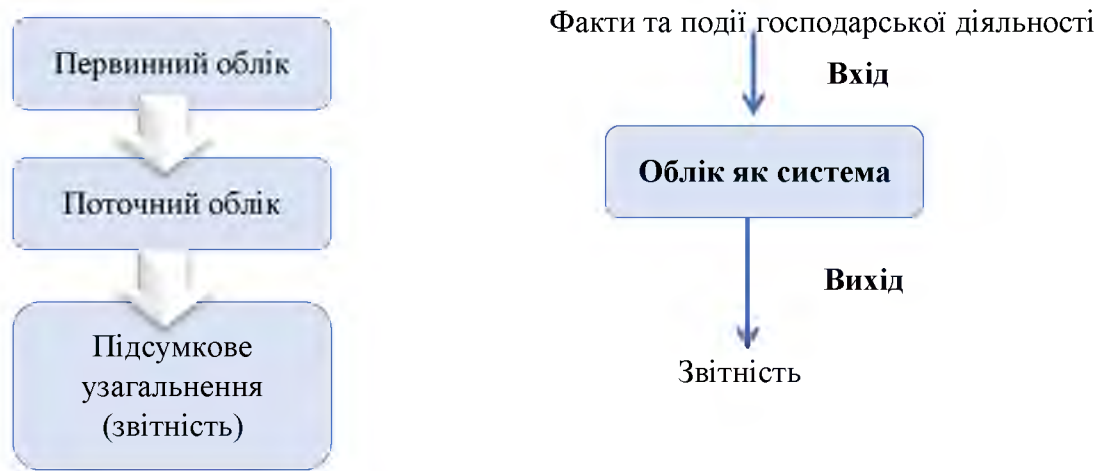 Первинний облік
Поточний облік
Підсумкове
узагальнення
(звітність)
Факти та події господарської діяльності
Вхід
Облік як система
Вихід
Звітність